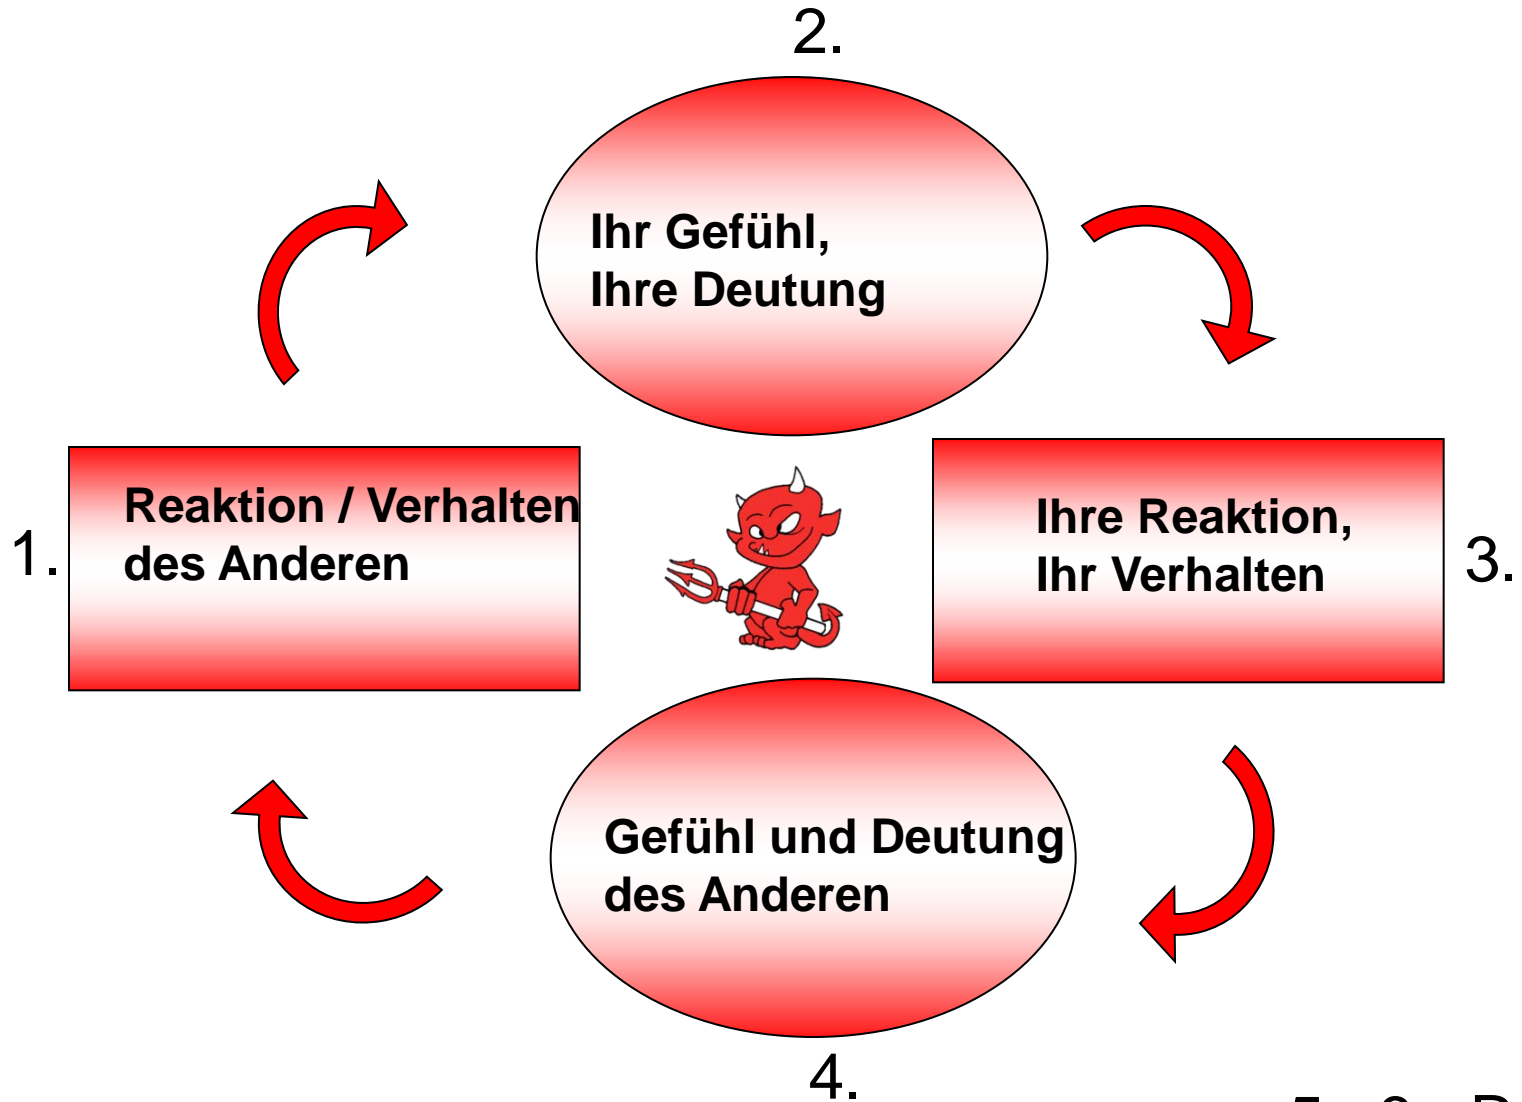 2.
Ihr Gefühl,
Ihre Deutung
1.
Reaktion / Verhalten
des Anderen
Ihre Reaktion,
Ihr Verhalten
3.
Gefühl und Deutung
des Anderen
4.